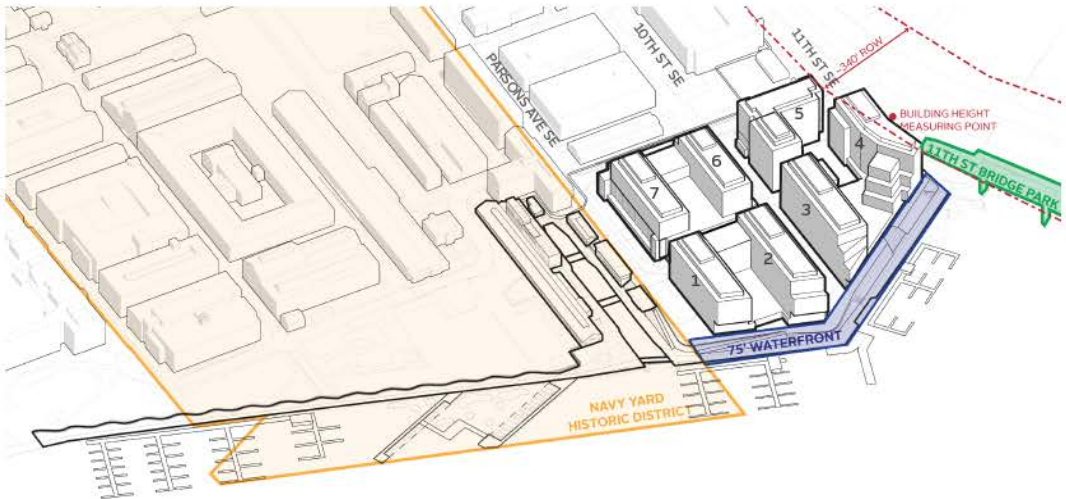 PARSONS AVE SE
10TH ST SE
11TH ST SE
~340' ROW
BUILDING HEIGHT
MEASURING POINT
11TH ST BRIDGE PARK
5
4
6
7
3
2
1
75' WATERFRONT
NAVY YARD
HISTORIC DISTRICT